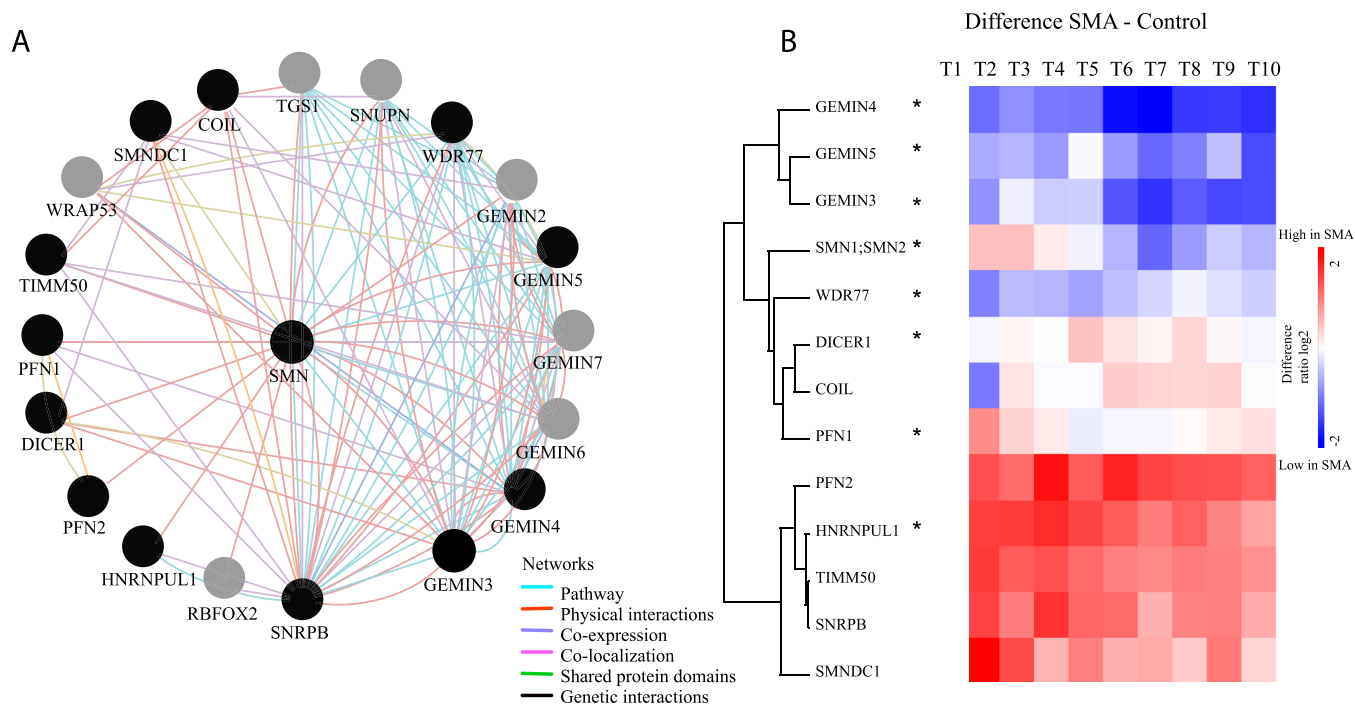 A
TGS1
SNUPN
COIL
WDR77
SMNDC1
GEMIN2
WRAP53
GEMIN5
TIMM50
GEMIN7
PFN1
SMN
DICER1
GEMIN6
PFN2
GEMIN4
HNRNPUL1
GEMIN3
RBFOX2
SNRPB
Networks
Pathway
Physical interactions
Co-expression
Co-localization
Shared protein domains
Genetic interactions
B
Difference SMA - Control
T1 T2 T3 T4 T5 T6 T7 T8 T9 T10
GEMIN4 *
GEMIN5 *
GEMIN3 *
SMN1;SMN2 *
WDR77 *
DICER1 *
COIL
PFN1 *
PFN2
HNRNPUL1 *
TIMM50
SNRPB
SMNDC1
High in SMA
2
Difference
ratio log2
-2
Low in SMA